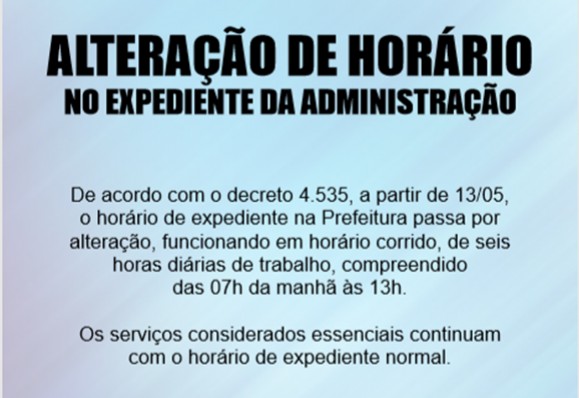 ALTERAÇÃO DE HORÁRIO
NO EXPEDIENTE DA ADMINISTRAÇÃO
De acordo com o decreto 4.535, a partir de 13/05,
o horário de expediente na Prefeitura passa por
alteração, funcionando em horário corrido, de seis
horas diárias de trabalho, compreendido
das 07h da manhã às 13h.
Os serviços considerados essenciais continuam
com o horário de expediente normal.